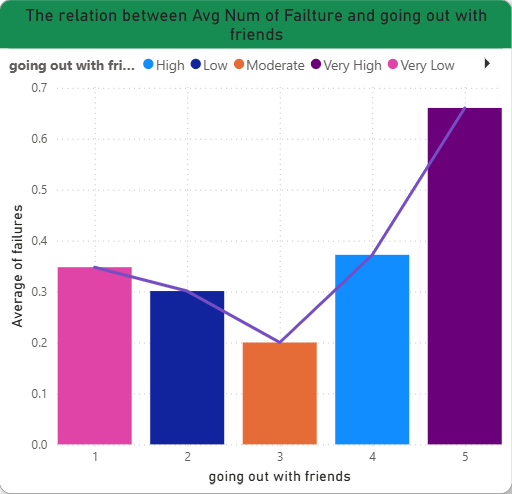 The relation between Avg Num of Failture and going out with
friends
going out with fri... High Low Moderate Very High Very Low
0.7
0.6
0.5
0.4
0.3
0.2
0.1
0.0
Average of failures
1 2 3 4 5
going out with friends